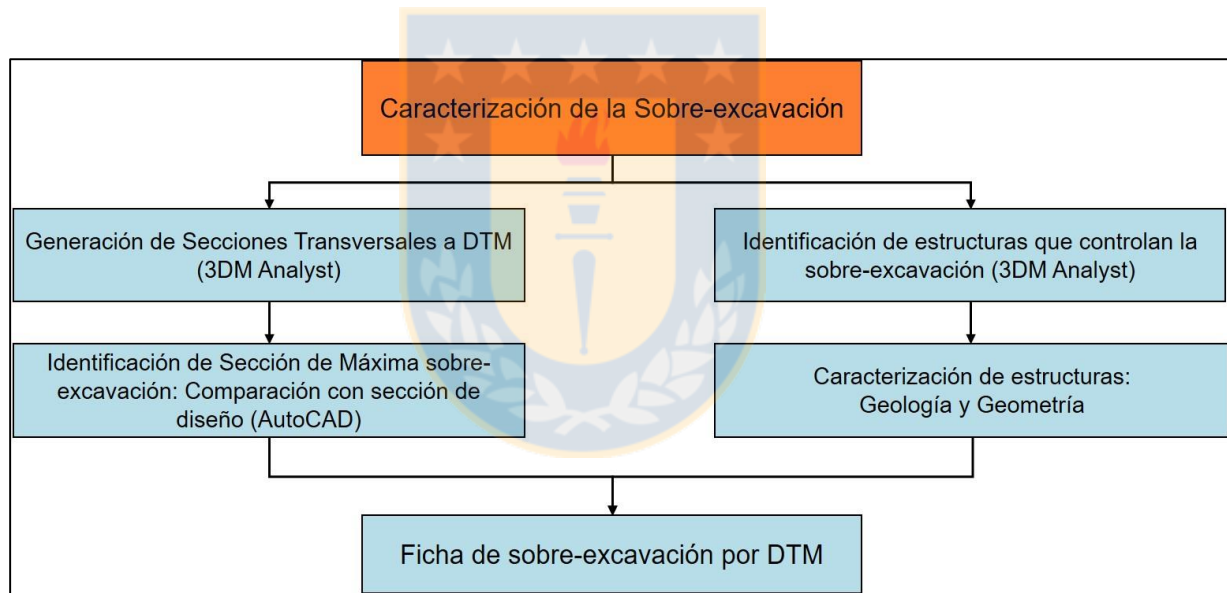 Caracterización de la Sobre-excavación
Generación de Secciones Transversales a DTM
(3DM Analyst)
Identificación de estructuras que controlan la
sobre-excavación (3DM Analyst)
Identificación de Sección de Máxima sobre-
excavación: Comparación con sección de
diseño (AutoCAD)
Caracterización de estructuras:
Geología y Geometría
Ficha de sobre-excavación por DTM